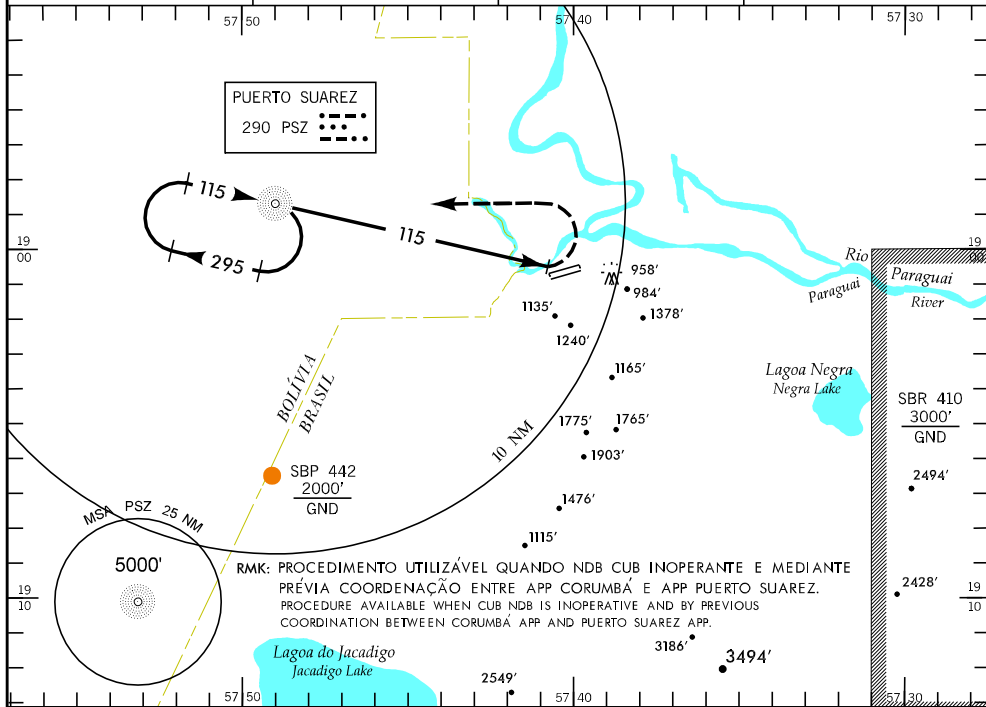 57 50
57 40
57 30
PUERTO SUAREZ
290 PSZ
115
115
295
19
00
19
00
Rio
Paraguai
Paraguai
River
958'
984'
1378'
1135'
1240'
1165'
Lagoa Negra
Negra Lake
SBR 410
3000'
GND
BOLÍVIA
BRASIL
1775'
1765'
1903'
10 NM
SBP 442
2000'
GND
2494'
1476'
MSA PSZ 25 NM
5000'
1115'
RMK: PROCEDIMENTO UTILIZÁVEL QUANDO NDB CUB INOPERANTE E MEDIANTE
PRÉVIA COORDENAÇÃO ENTRE APP CORUMBÁ E APP PUERTO SUAREZ.
PROCEDURE AVAILABLE WHEN CUB NDB IS INOPERATIVE AND BY PREVIOUS
COORDINATION BETWEEN CORUMBÁ APP AND PUERTO SUAREZ APP.
2428'
19
10
19
10
Lagoa do Jacadigo
Jacadigo Lake
3186'
3494'
2549'
57 50
57 40
57 30